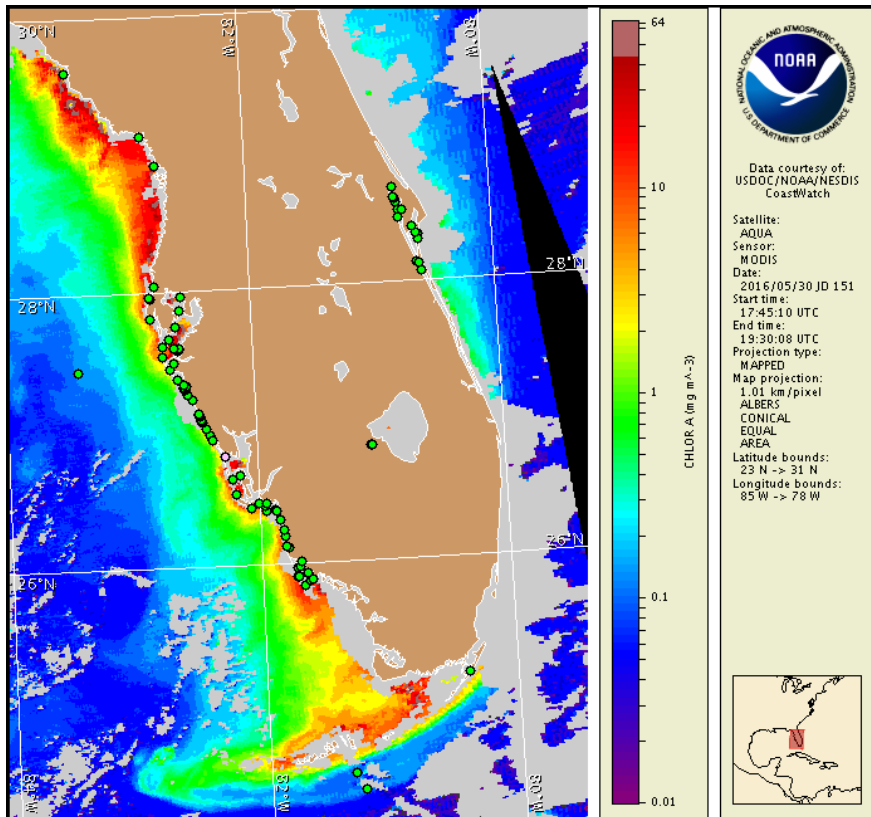 30°N
82°W
80°W
28°N
28°N
26°N
26°N
84°W
82°W
80°W
64
10
1
0.1
0.01
CHLOR A (mg m^-3)
NATIONAL OCEANIC AND ATMOSPHERIC ADMINISTRATION
NOAA
U.S. DEPARTMENT OF COMMERCE
Data courtesy of:
USDOC/NOAA/NESDIS
CoastWatch
Satellite:
AQUA
Sensor:
MODIS
Date:
2016/05/30 JD 151
Start time:
17:45:10 UTC
End time:
19:30:08 UTC
Projection type:
MAPPED
Map projection:
1.01 km/pixel
ALBERS
CONICAL
EQUAL
AREA
Latitude bounds:
23 N -> 31 N
Longitude bounds:
85 W -> 78 W